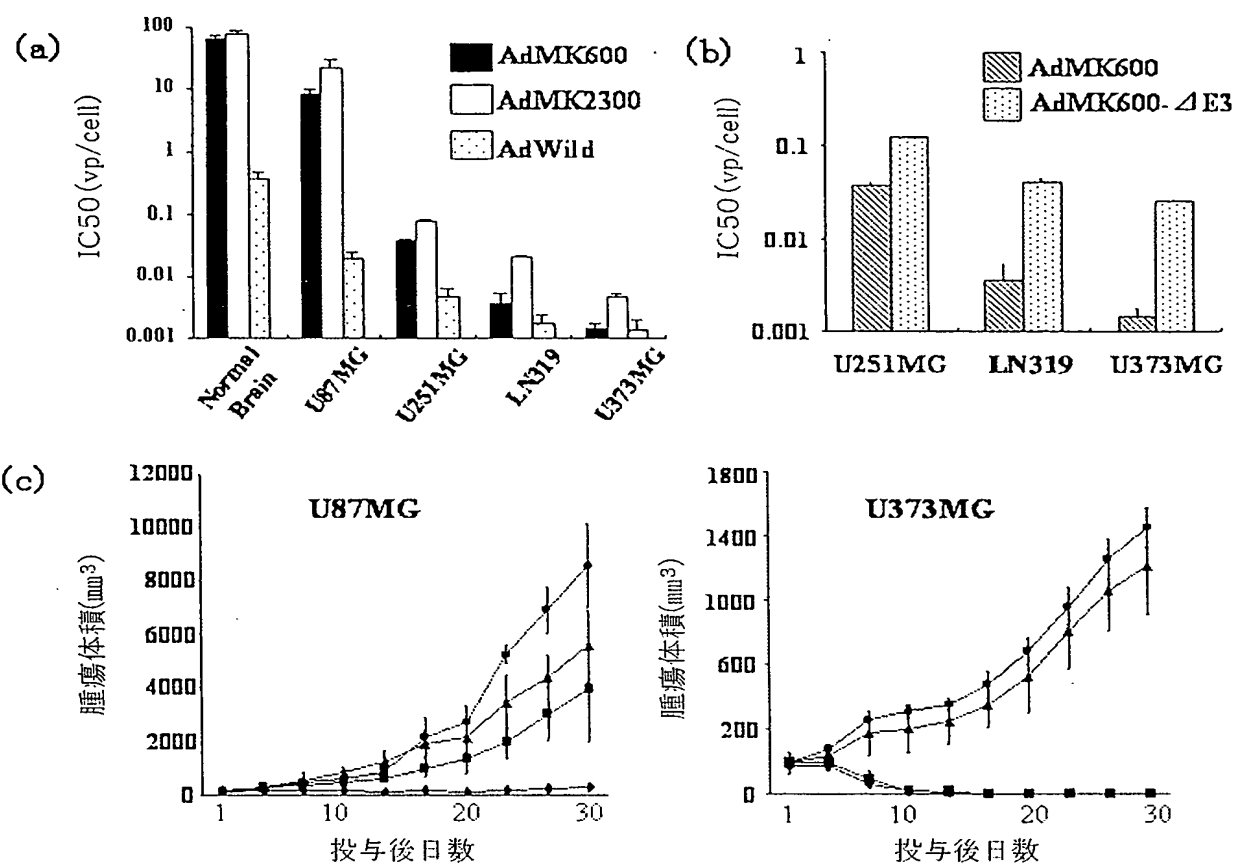 (a)
100
10
1
0.1
0.01
0.001
IC50(vp/cell)
AdMK600
AdMK2300
AdWild
Normal
Brain
U87MG
U251MG
LN319
U373MG
(b)
1
0.1
0.01
0.001
IC50(vp/cell)
AdMK600
AdMK600-⊿E3
U251MG
LN319
U373MG
(c)
U87MG
12000
10000
8000
6000
4000
2000
0
腫瘍体積(mm³)
1
10
20
30
投与後日数
U373MG
1800
1400
1000
600
200
0
腫瘍体積(mm³)
1
10
20
30
投与後日数